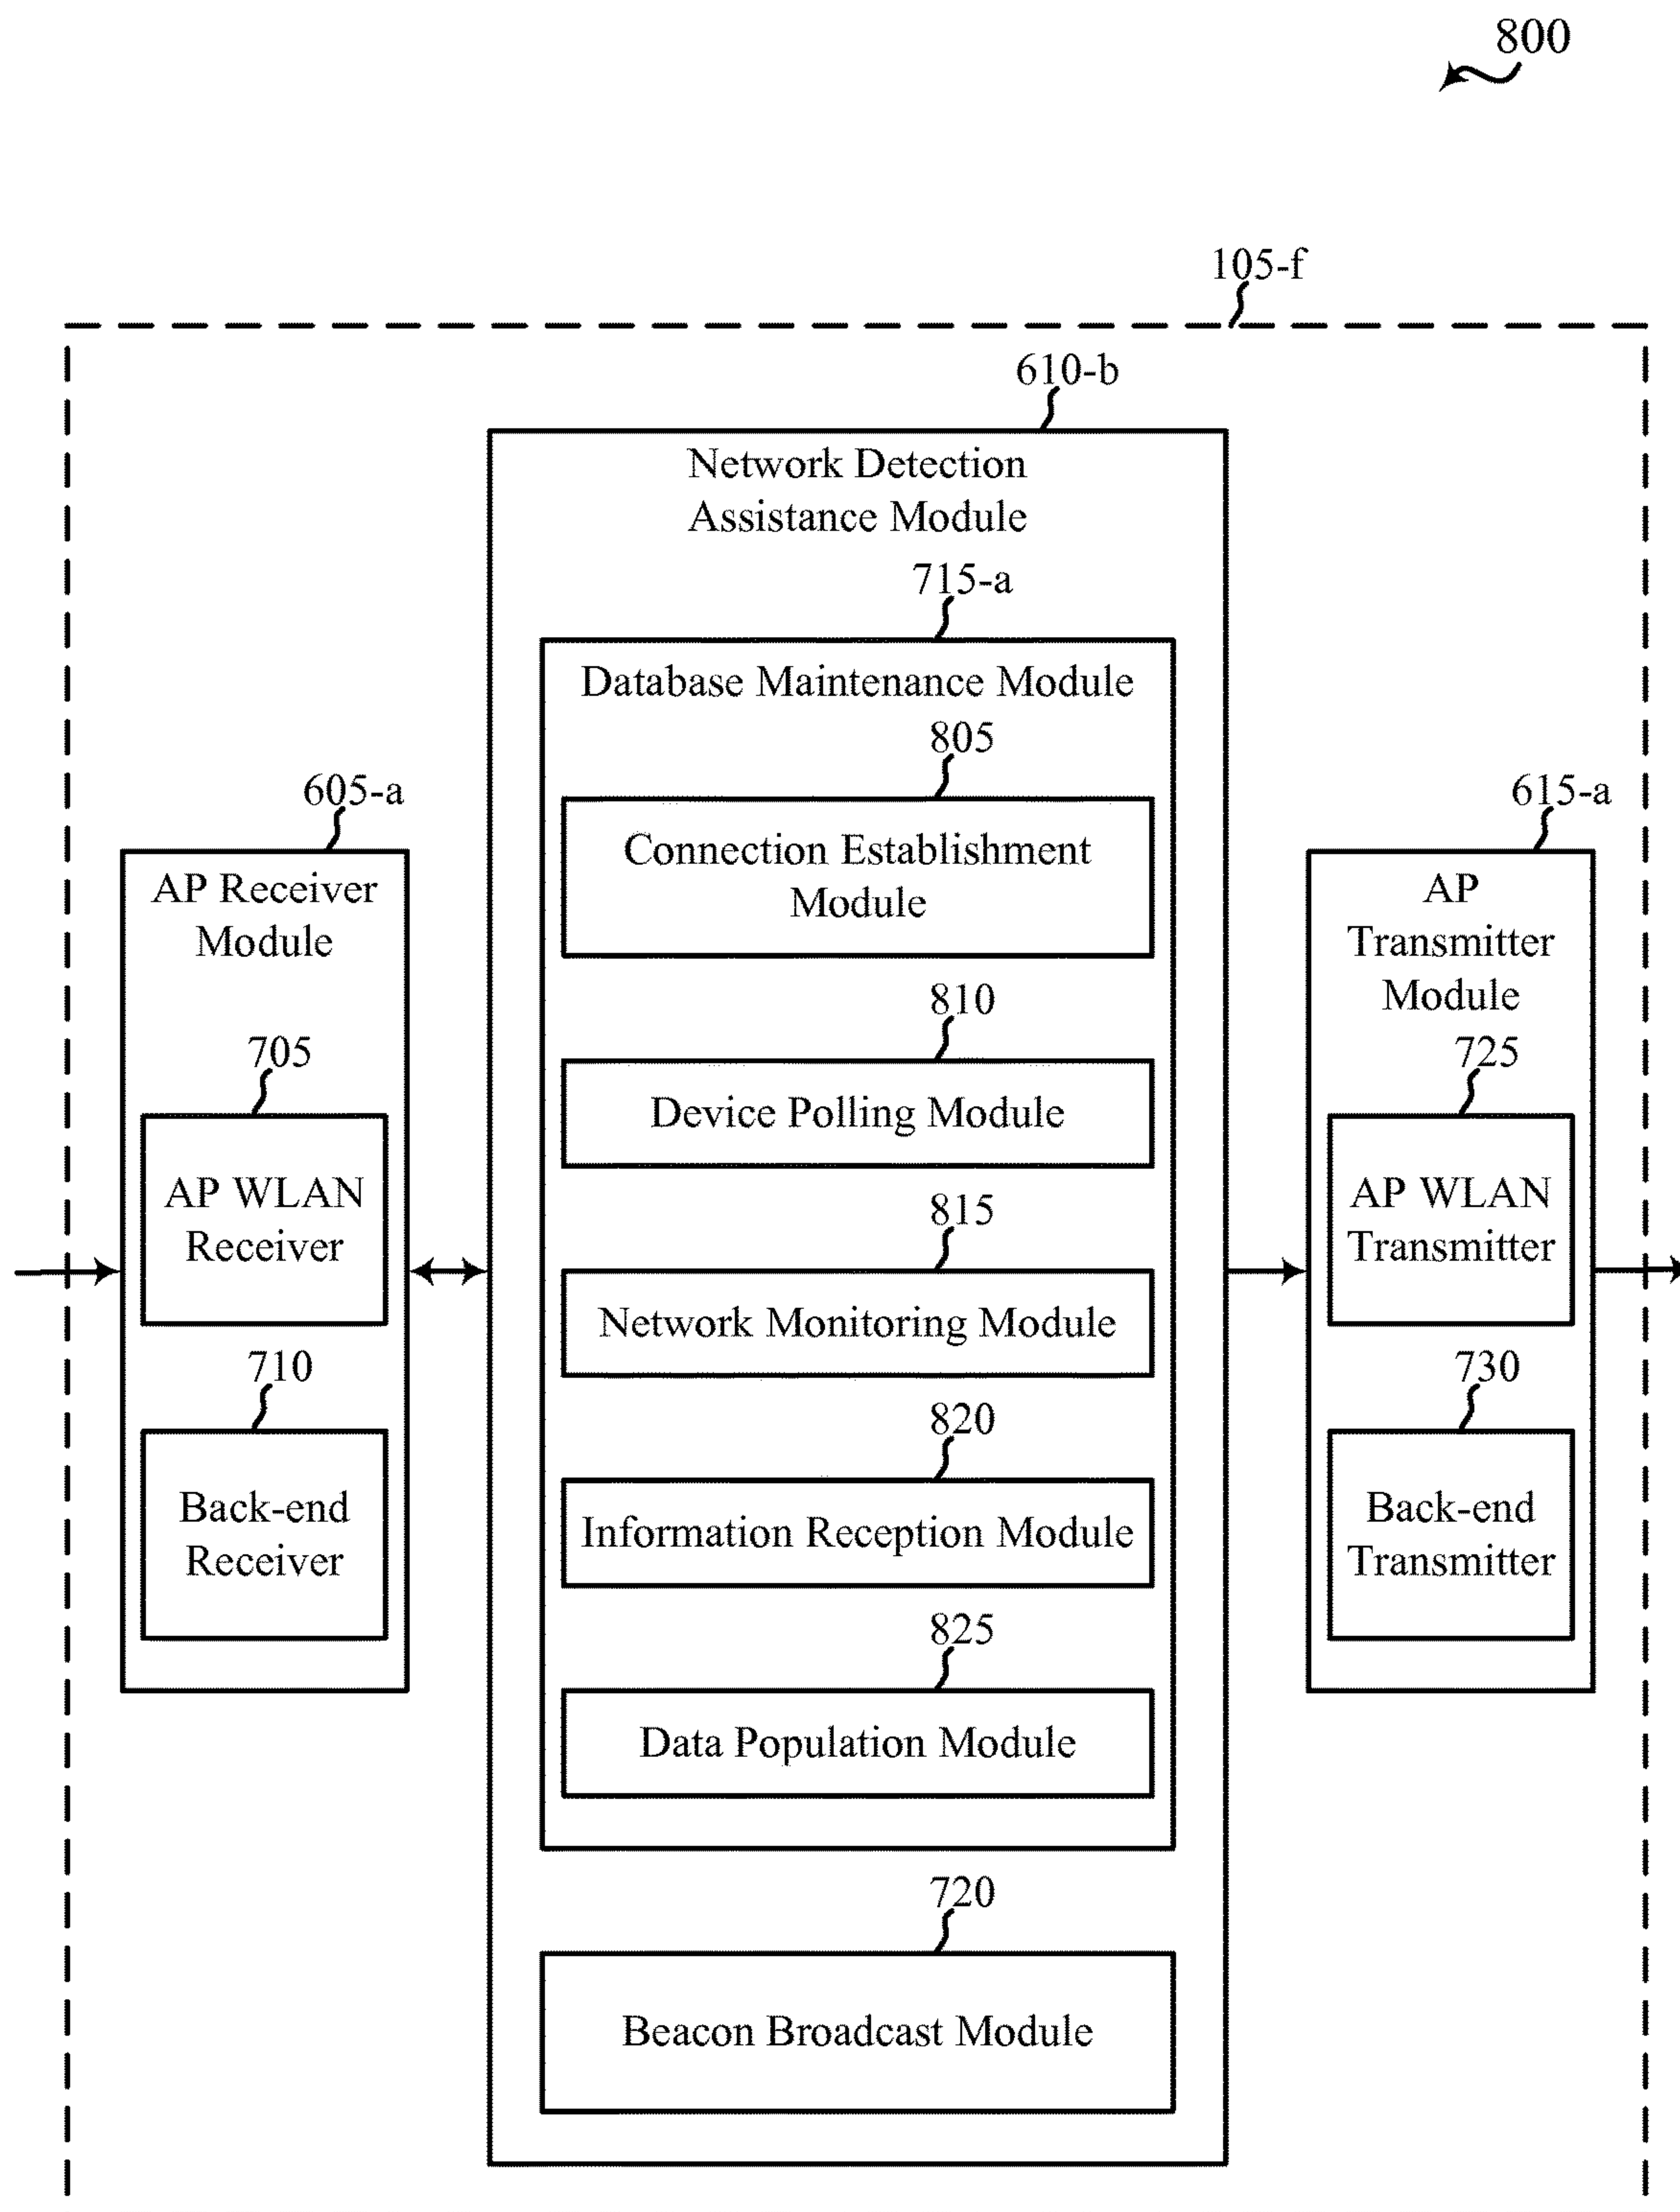 800
105-f
610-b
Network Detection
Assistance Module
715-a
Database Maintenance Module
805
Connection Establishment
Module
810
Device Polling Module
815
Network Monitoring Module
820
Information Reception Module
825
Data Population Module
720
Beacon Broadcast Module
605-a
AP Receiver
Module
705
AP WLAN
Receiver
710
Back-end
Receiver
615-a
AP
Transmitter
Module
725
AP WLAN
Transmitter
730
Back-end
Transmitter